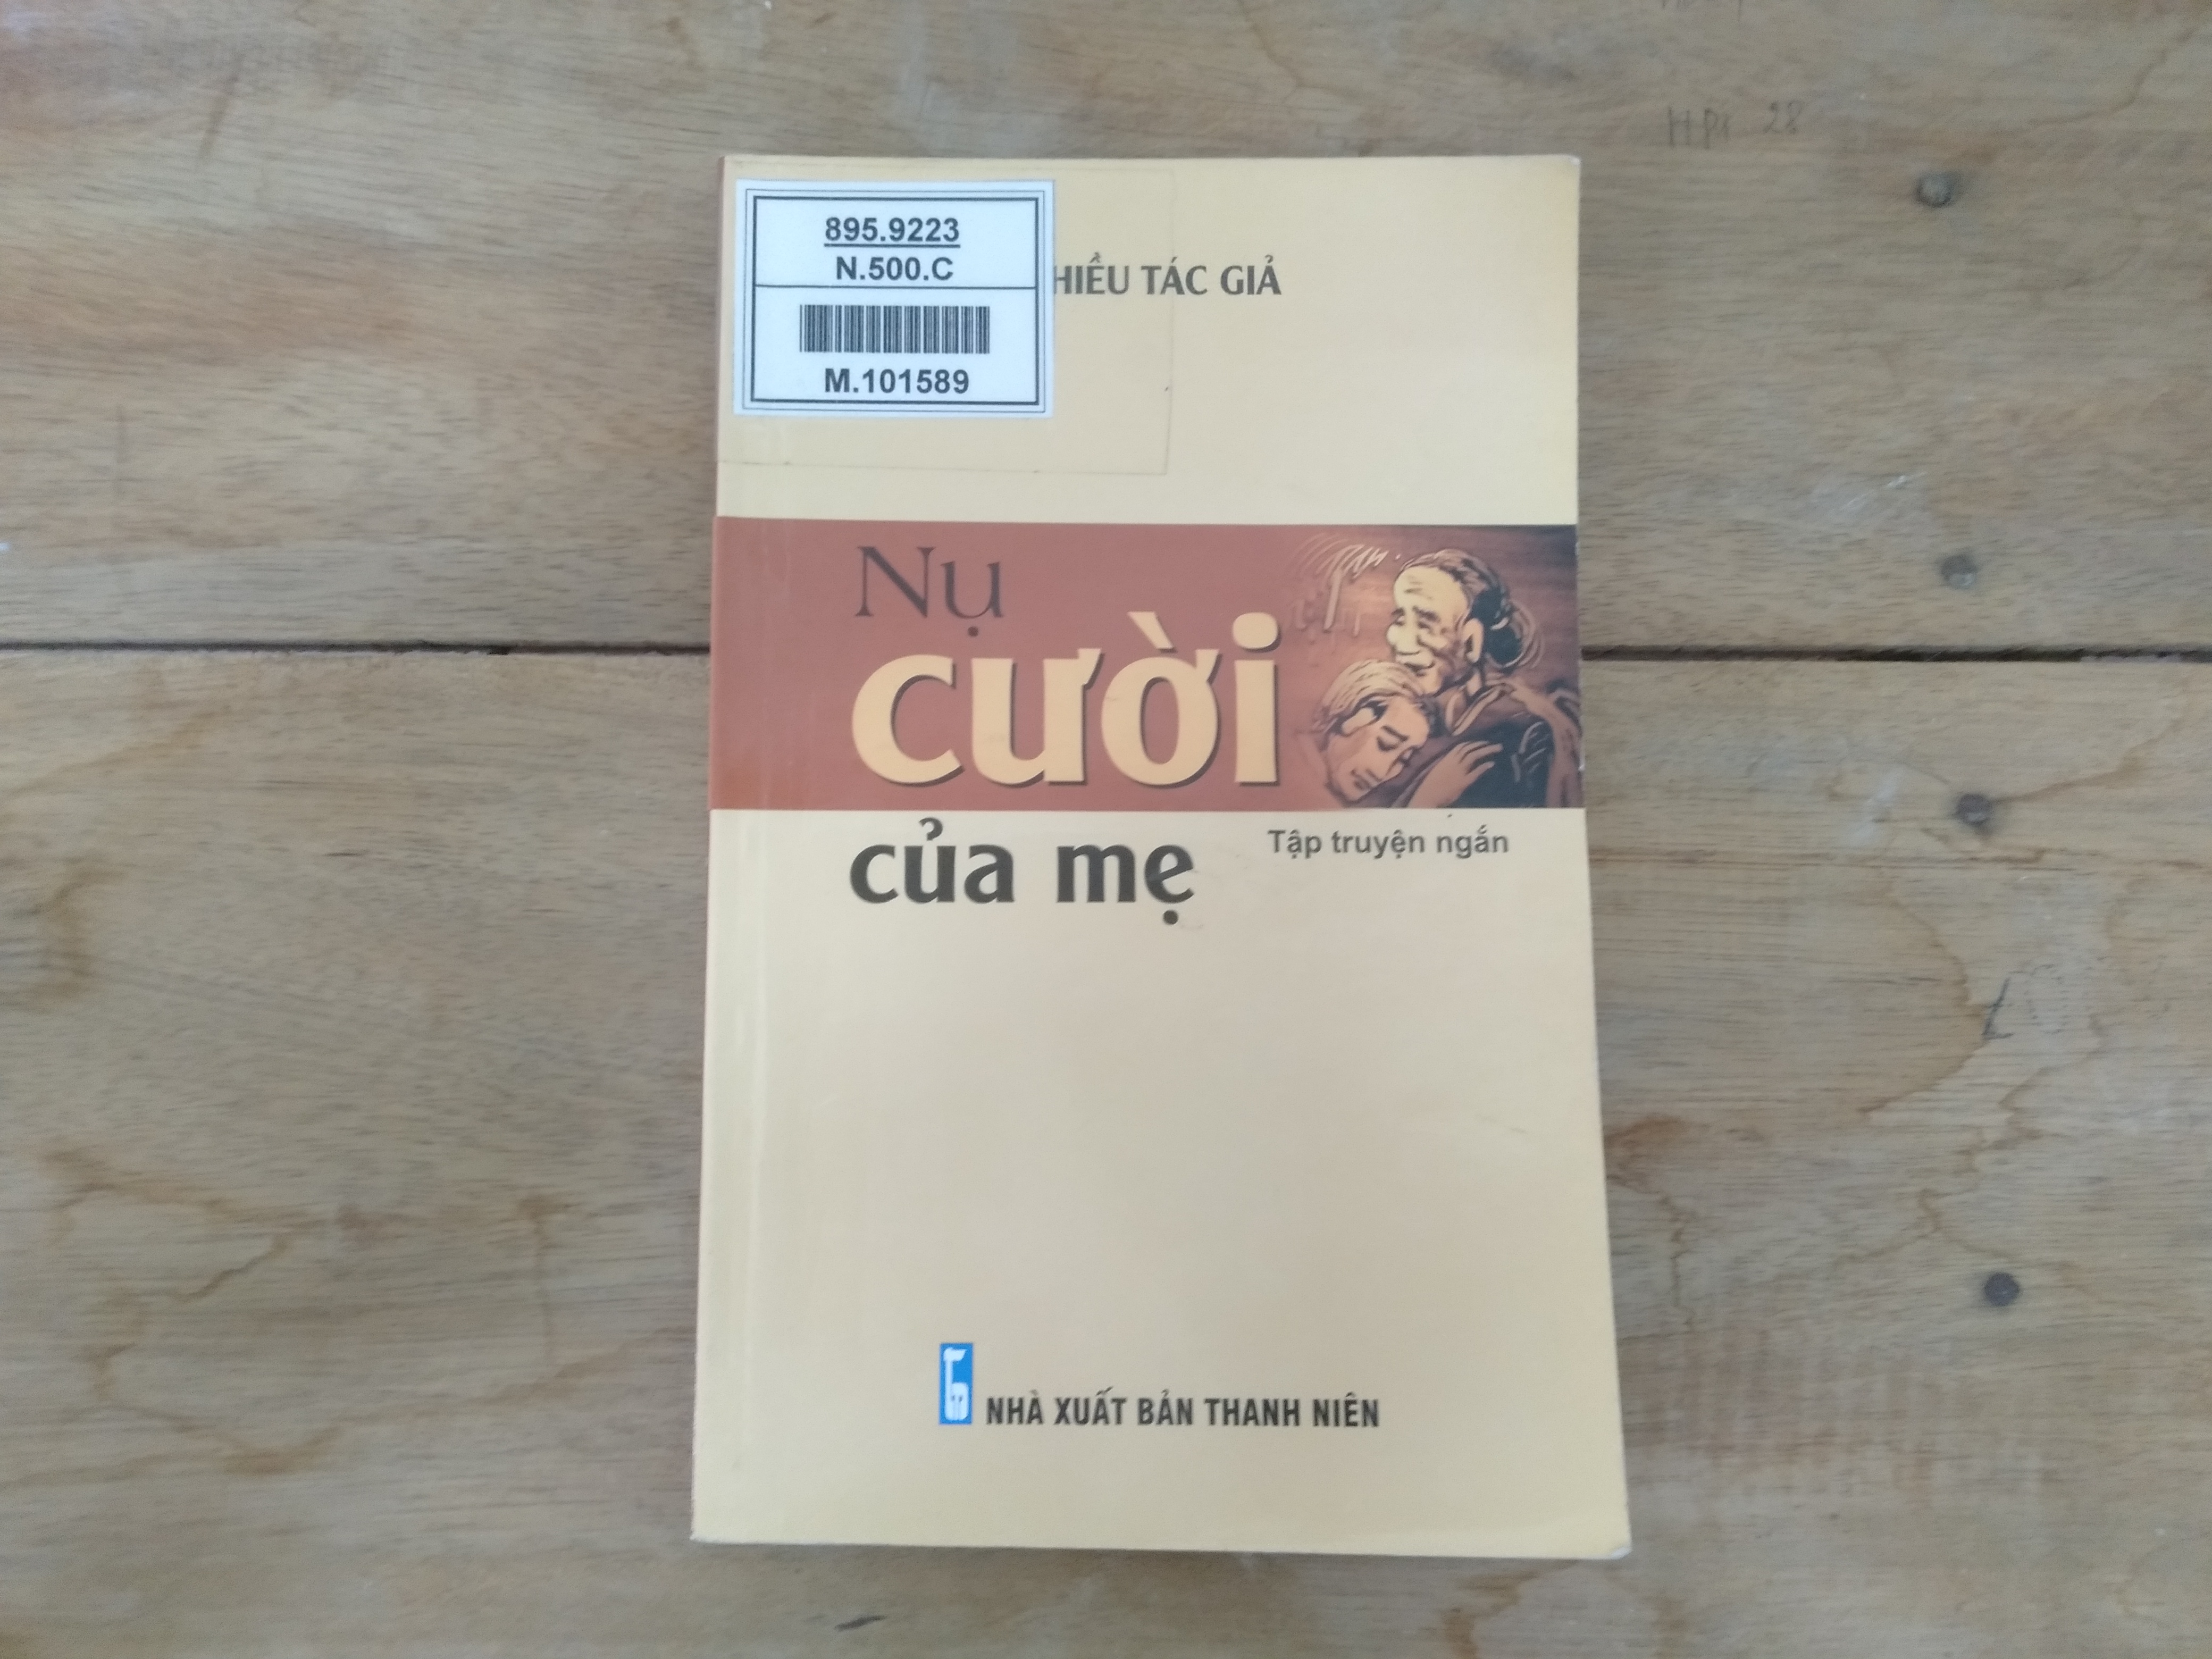 895.9223
N.500.C
M.101589
HIỀU TÁC GIẢ
Nụ
cười
của mẹ
Tập truyện ngắn
NHÀ XUẤT BẢN THANH NIÊN